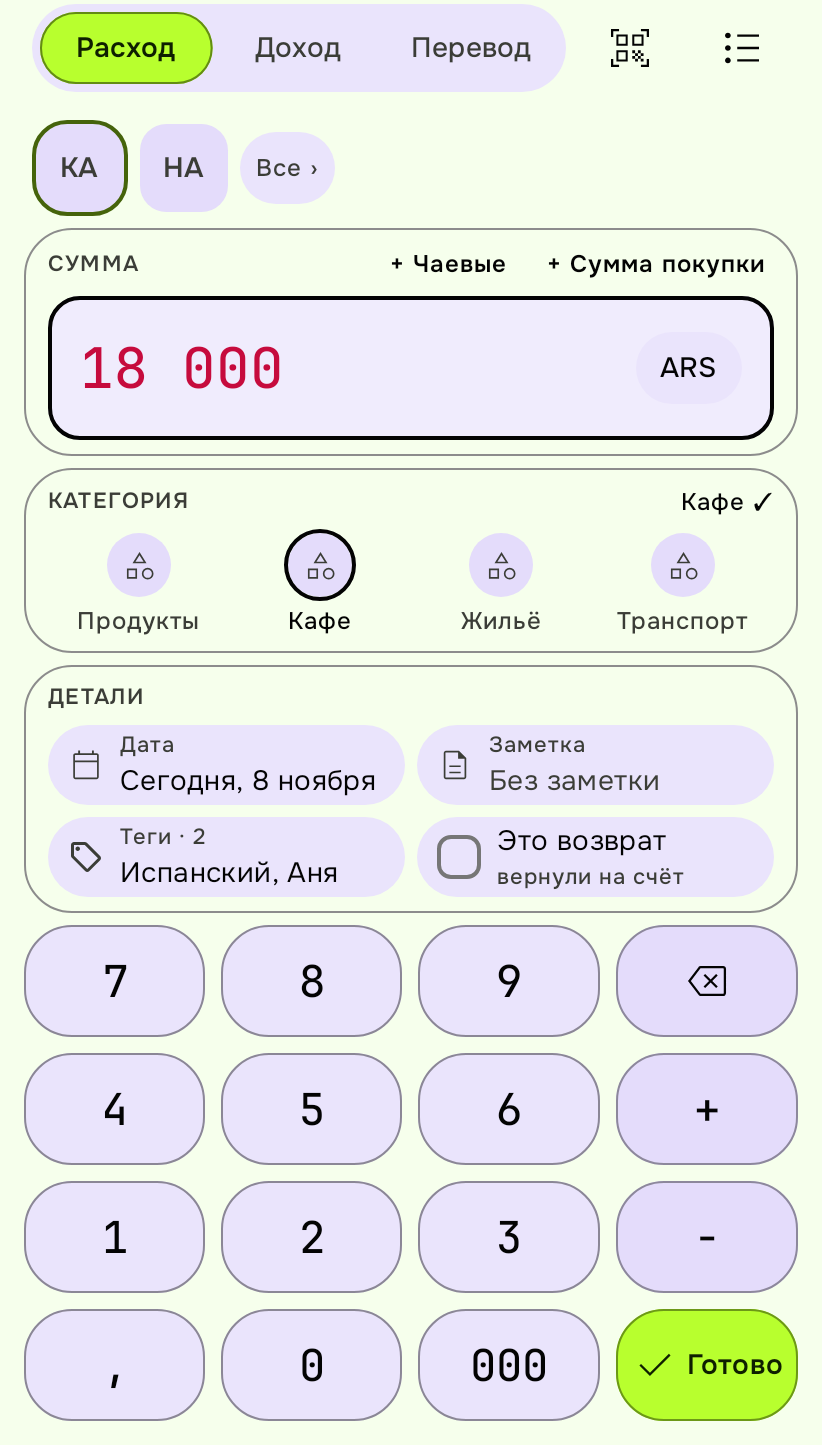 Расход Доход Перевод
КА НА Все ›
СУММА + Чаевые + Сумма покупки
18 000 ARS
КАТЕГОРИЯ Кафе ✓
Продукты Кафе Жильё Транспорт
ДЕТАЛИ
Дата
Сегодня, 8 ноября
Заметка
Без заметки
Теги · 2
Испанский, Аня
Это возврат
вернули на счёт
7 8 9
4 5 6 +
1 2 3 -
, 0 000 Готово